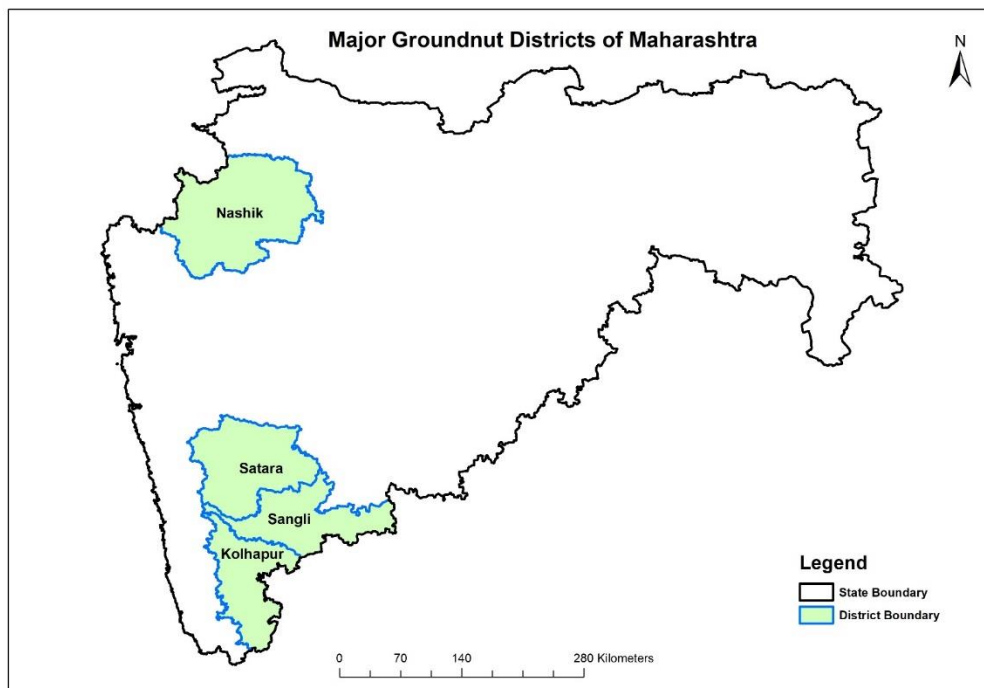 Major Groundnut Districts of Maharashtra
N
Nashik
Satara
Sangli
Kolhapur
Legend
State Boundary
District Boundary
0 70 140 280 Kilometers